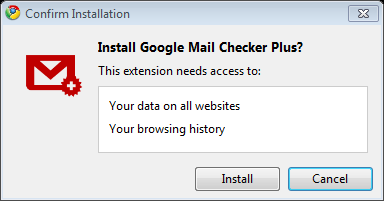 Confirm Installation
Install Google Mail Checker Plus?
This extension needs access to:
Your data on all websites
Your browsing history
Install
Cancel